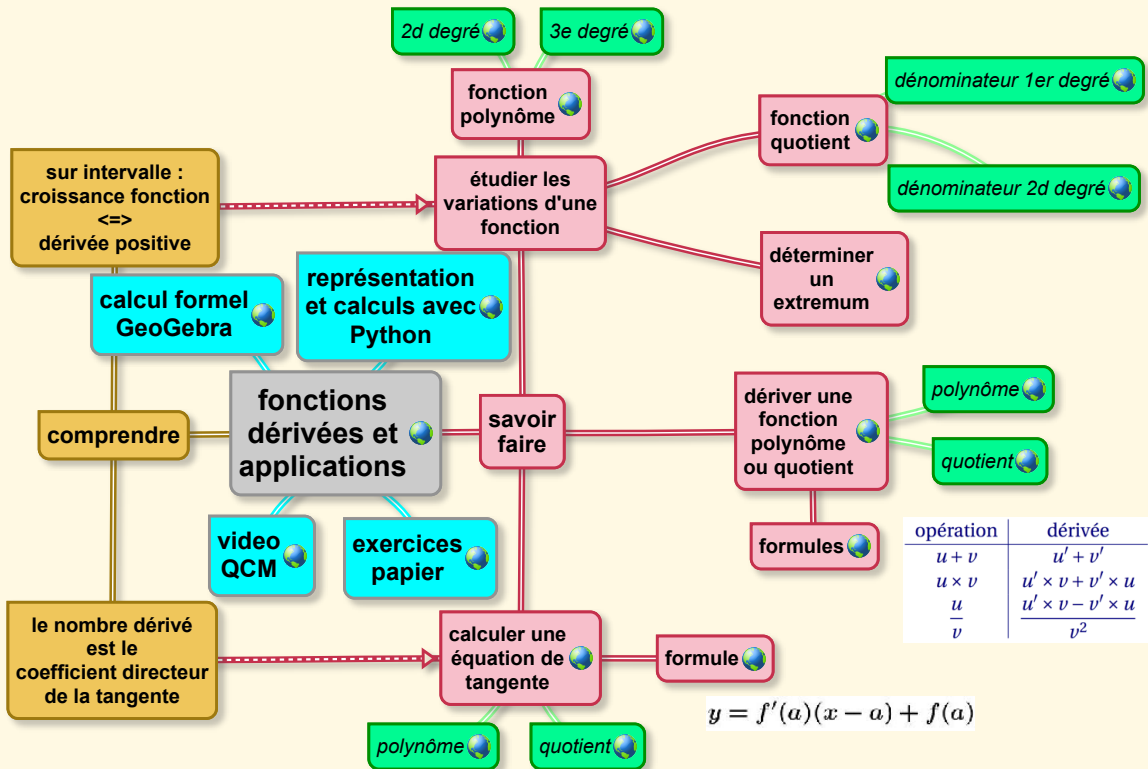 2d degré
3e degré
fonction
polynôme
dénominateur 1er degré
fonction
quotient
dénominateur 2d degré
sur intervalle :
croissance fonction
<=>
dérivée positive
étudier les
variations d'une
fonction
déterminer
un
extremum
calcul formel
GeoGebra
représentation
et calculs avec
Python
comprendre
fonctions
dérivées et
applications
savoir
faire
dériver une
fonction
polynôme
ou quotient
polynôme
quotient
formules
video
QCM
exercices
papier
opération dérivée
u + v u′ + v′
u × v u′ × v + v′ × u
u/v (u′ × v − v′ × u)/v²
le nombre dérivé
est le
coefficient directeur
de la tangente
calculer une
équation de
tangente
formule
y = f′(a)(x − a) + f(a)
polynôme
quotient